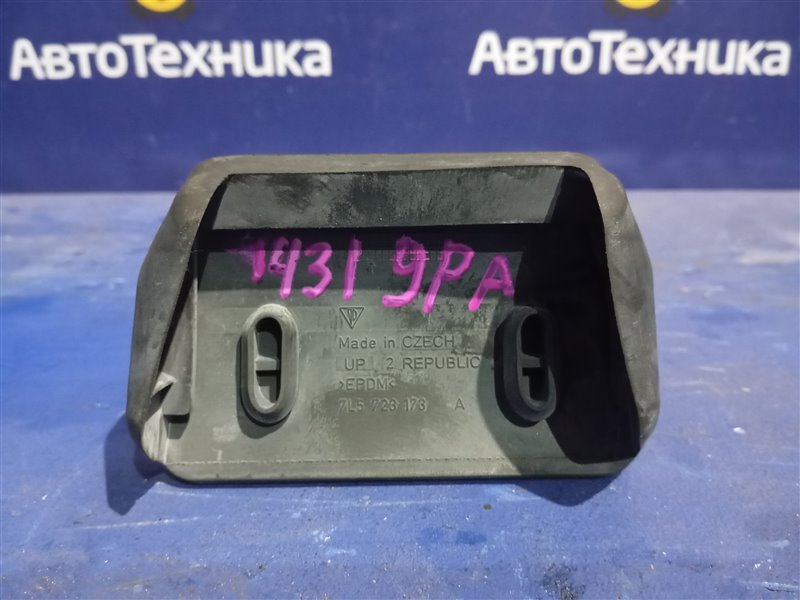 АвтоТехника АвтоТехника
1431 9PA
Made in CZECH
UP 2 REPUBLIC
>EPDM<
7L5 723 173 A